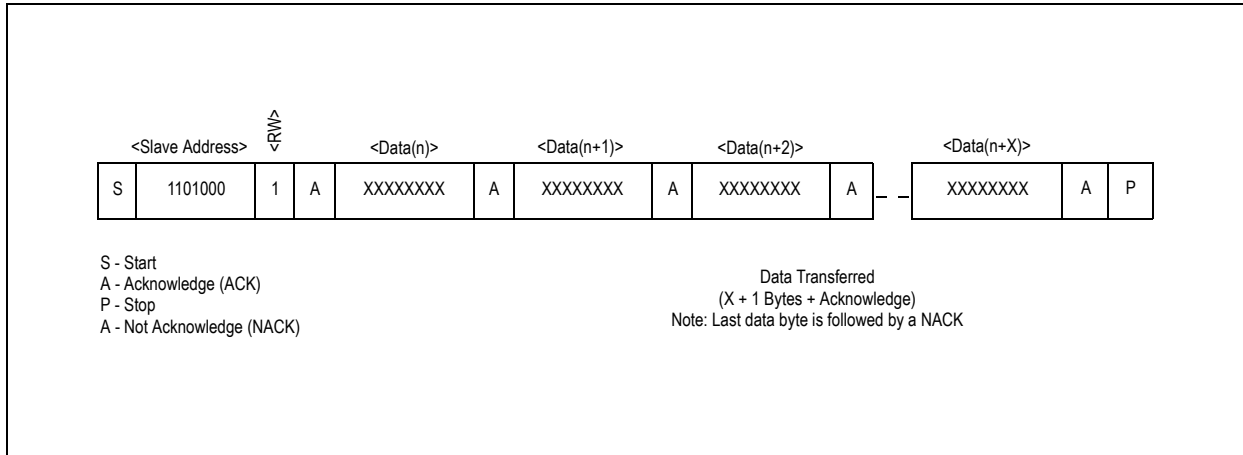 <Slave Address> <RW> <Data(n)> <Data(n+1)> <Data(n+2)> <Data(n+X)>
S 1101000 1 A XXXXXXXX A XXXXXXXX A XXXXXXXX A XXXXXXXX A P
S - Start
A - Acknowledge (ACK)
P - Stop
A - Not Acknowledge (NACK)
Data Transferred
(X + 1 Bytes + Acknowledge)
Note: Last data byte is followed by a NACK